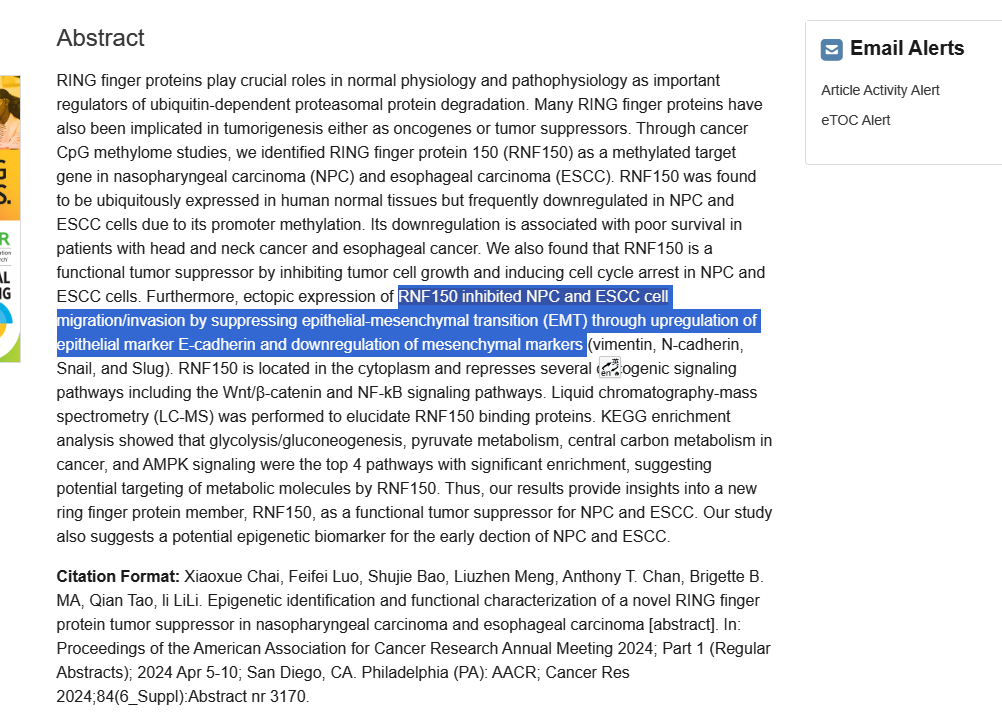 Abstract
RING finger proteins play crucial roles in normal physiology and pathophysiology as important
regulators of ubiquitin-dependent proteasomal protein degradation. Many RING finger proteins have
also been implicated in tumorigenesis either as oncogenes or tumor suppressors. Through cancer
CpG methylome studies, we identified RING finger protein 150 (RNF150) as a methylated target
gene in nasopharyngeal carcinoma (NPC) and esophageal carcinoma (ESCC). RNF150 was found
to be ubiquitously expressed in human normal tissues but frequently downregulated in NPC and
ESCC cells due to its promoter methylation. Its downregulation is associated with poor survival in
patients with head and neck cancer and esophageal cancer. We also found that RNF150 is a
functional tumor suppressor by inhibiting tumor cell growth and inducing cell cycle arrest in NPC and
ESCC cells. Furthermore, ectopic expression of RNF150 inhibited NPC and ESCC cell
migration/invasion by suppressing epithelial-mesenchymal transition (EMT) through upregulation of
epithelial marker E-cadherin and downregulation of mesenchymal markers (vimentin, N-cadherin,
Snail, and Slug). RNF150 is located in the cytoplasm and represses several ogenic signaling
pathways including the Wnt/β-catenin and NF-kB signaling pathways. Liquid chromatography-mass
spectrometry (LC-MS) was performed to elucidate RNF150 binding proteins. KEGG enrichment
analysis showed that glycolysis/gluconeogenesis, pyruvate metabolism, central carbon metabolism in
cancer, and AMPK signaling were the top 4 pathways with significant enrichment, suggesting
potential targeting of metabolic molecules by RNF150. Thus, our results provide insights into a new
ring finger protein member, RNF150, as a functional tumor suppressor for NPC and ESCC. Our study
also suggests a potential epigenetic biomarker for the early dection of NPC and ESCC.
Citation Format: Xiaoxue Chai, Feifei Luo, Shujie Bao, Liuzhen Meng, Anthony T. Chan, Brigette B.
MA, Qian Tao, li LiLi. Epigenetic identification and functional characterization of a novel RING finger
protein tumor suppressor in nasopharyngeal carcinoma and esophageal carcinoma [abstract]. In:
Proceedings of the American Association for Cancer Research Annual Meeting 2024; Part 1 (Regular
Abstracts); 2024 Apr 5-10; San Diego, CA. Philadelphia (PA): AACR; Cancer Res
2024;84(6_Suppl):Abstract nr 3170.
Email Alerts
Article Activity Alert
eTOC Alert